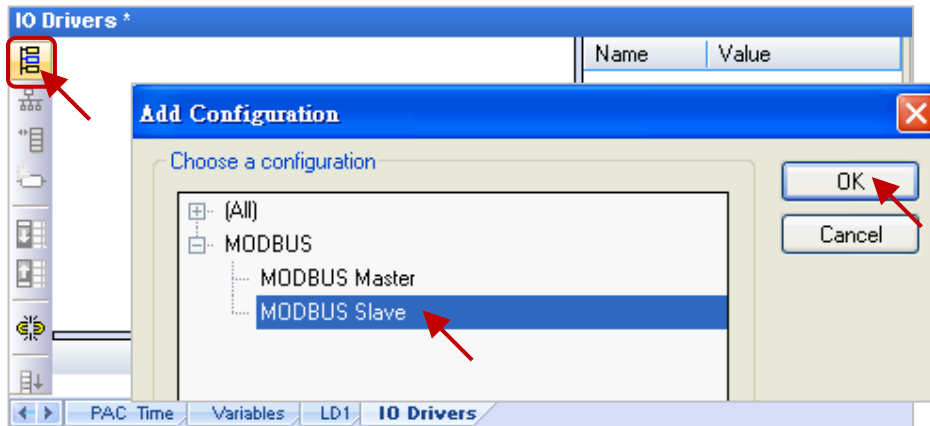 IO Drivers *
Name Value
Add Configuration
Choose a configuration
(All)
MODBUS
MODBUS Master
MODBUS Slave
OK
Cancel
PAC Time Variables LD1 IO Drivers